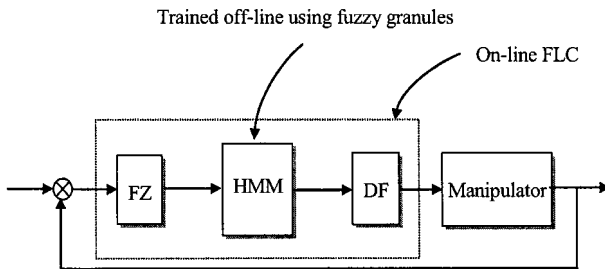 Trained off-line using fuzzy granules
On-line FLC
FZ
HMM
DF
Manipulator